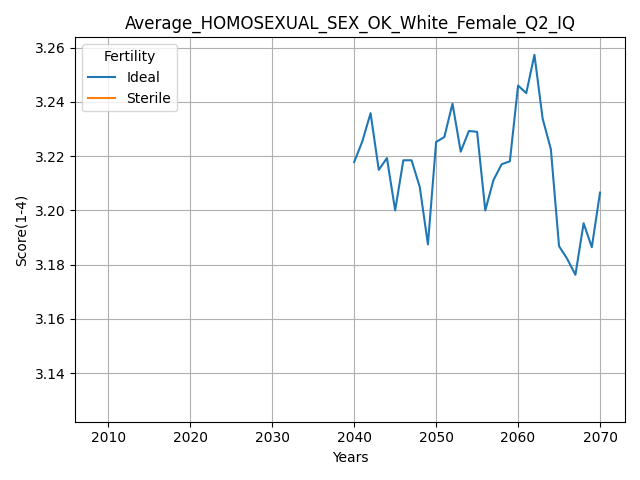 Average_HOMOSEXUAL_SEX_OK_White_Female_Q2_IQ
Fertility
Ideal
Sterile
Score(1-4)
3.26
3.24
3.22
3.20
3.18
3.16
3.14
2010 2020 2030 2040 2050 2060 2070
Years